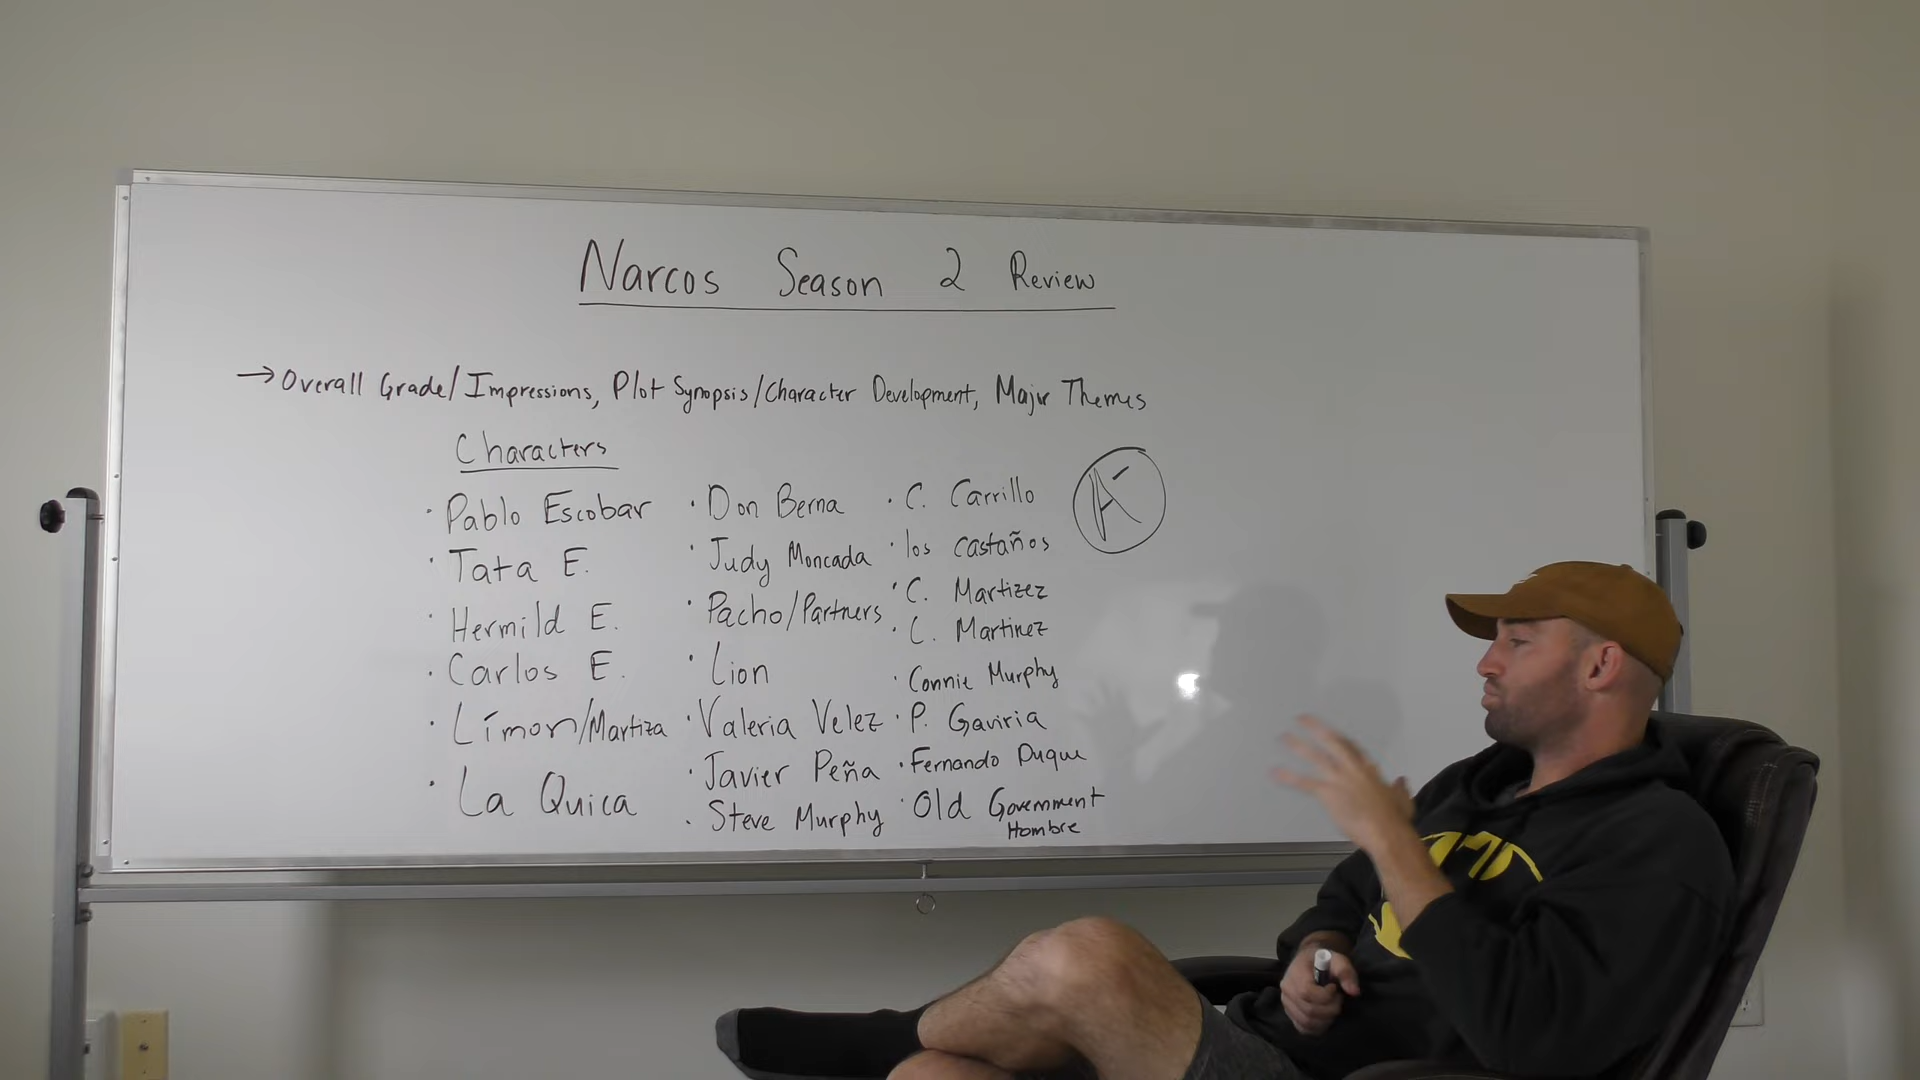 Narcos Season 2 Review
→ Overall Grade/Impressions, Plot Synopsis/Character Development, Major Themes
Characters
· Pablo Escobar
· Tata E.
· Hermild E.
· Carlos E.
· Límon/Martiza
· La Quica
· Don Berna
· Judy Moncada
· Pacho/Partners
· Lion
· Valeria Velez
· Javier Peña
· Steve Murphy
· C. Carrillo
· los castaños
· C. Martizez
· C. Martinez
· Connie Murphy
· P. Gaviria
· Fernando Duque
· Old Government
Hombre
A-